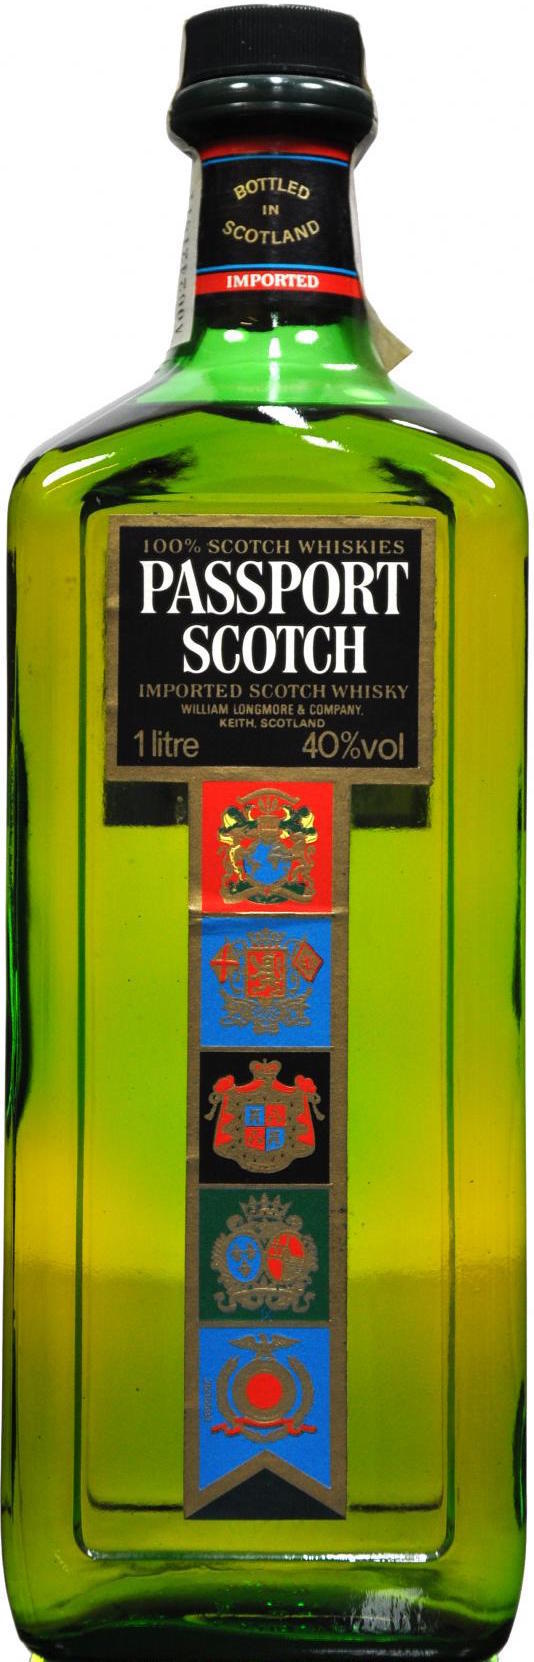 BOTTLED
IN
SCOTLAND
IMPORTED
100% SCOTCH WHISKIES
PASSPORT
SCOTCH
IMPORTED SCOTCH WHISKY
WILLIAM LONGMORE & COMPANY,
KEITH, SCOTLAND
1 litre 40%vol